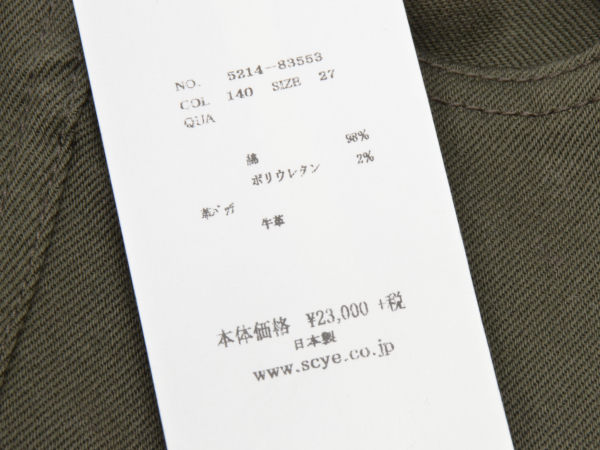 NO. 5214-83553
COL 140 SIZE 27
QUA
綿 98%
ポリウレタン 2%
革パッヂ
牛革
本体価格 ¥23,000 +税
日本製
www.scye.co.jp